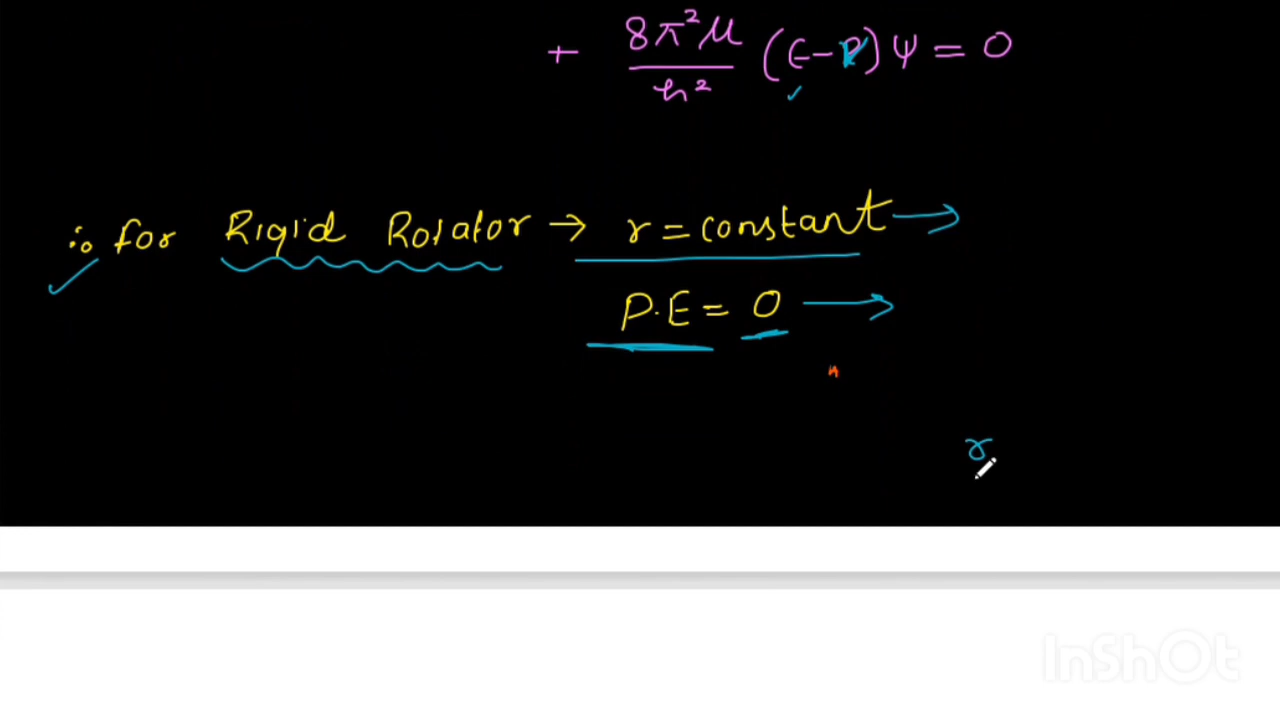 + 8π²μ/h² (E-V)ψ = 0
∴ for Rigid Rotator → r = constant →
P.E = 0 →
r
InShOt